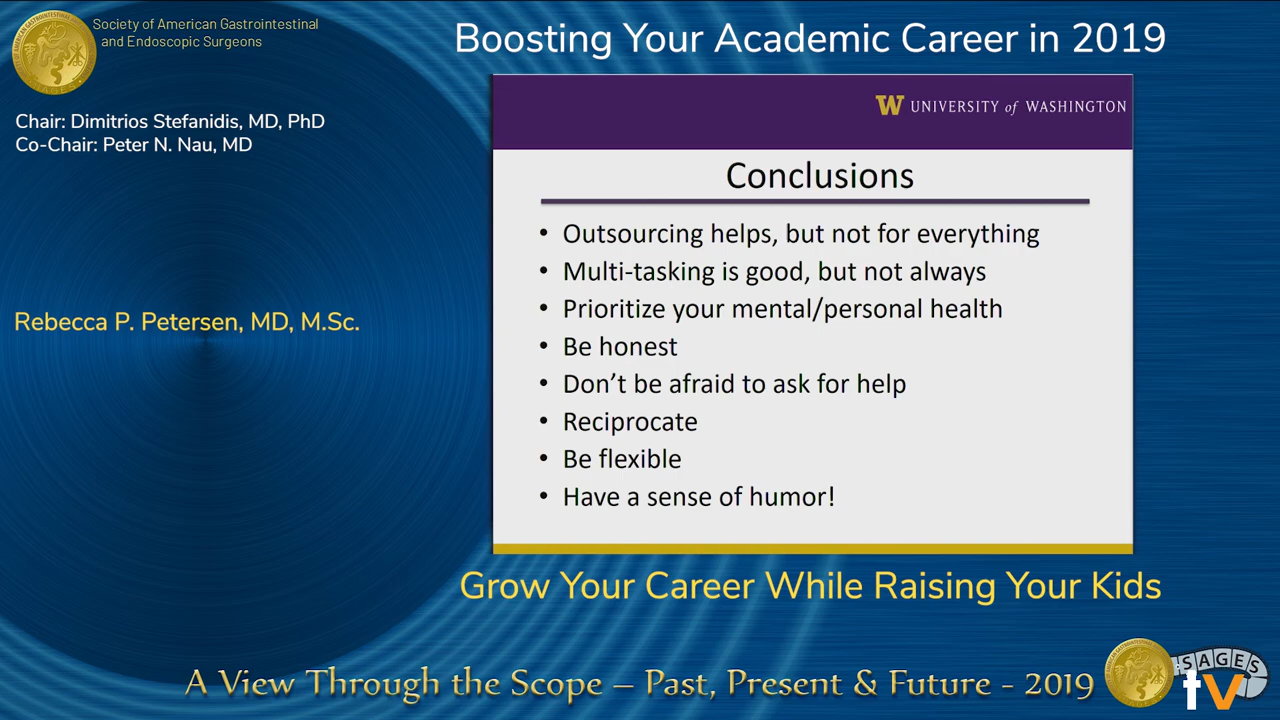 Society of American Gastrointestinal
and Endoscopic Surgeons
Boosting Your Academic Career in 2019
Chair: Dimitrios Stefanidis, MD, PhD
Co-Chair: Peter N. Nau, MD
Rebecca P. Petersen, MD, M.Sc.
W UNIVERSITY of WASHINGTON
Conclusions
• Outsourcing helps, but not for everything
• Multi-tasking is good, but not always
• Prioritize your mental/personal health
• Be honest
• Don’t be afraid to ask for help
• Reciprocate
• Be flexible
• Have a sense of humor!
Grow Your Career While Raising Your Kids
A View Through the Scope – Past, Present & Future - 2019
SAGES
tv